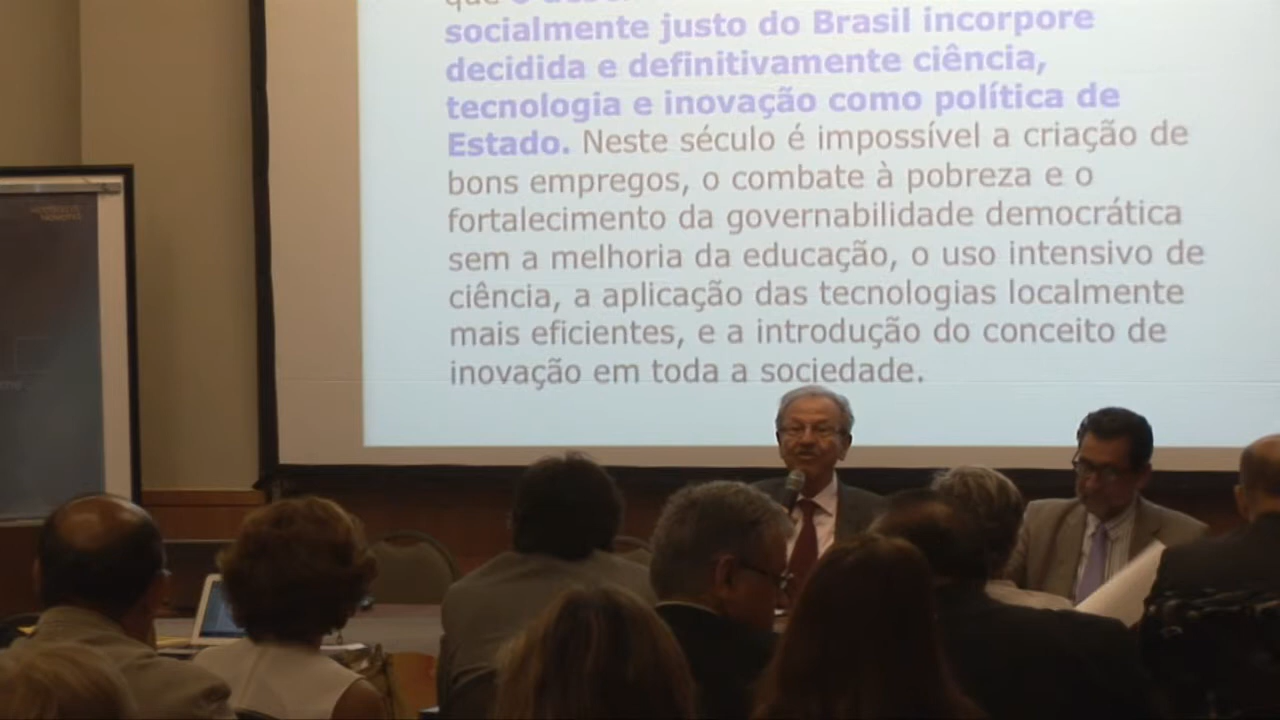 que
socialmente justo do Brasil incorpore
decidida e definitivamente ciência,
tecnologia e inovação como política de
Estado. Neste século é impossível a criação de
bons empregos, o combate à pobreza e o
fortalecimento da governabilidade democrática
sem a melhoria da educação, o uso intensivo de
ciência, a aplicação das tecnologias localmente
mais eficientes, e a introdução do conceito de
inovação em toda a sociedade.